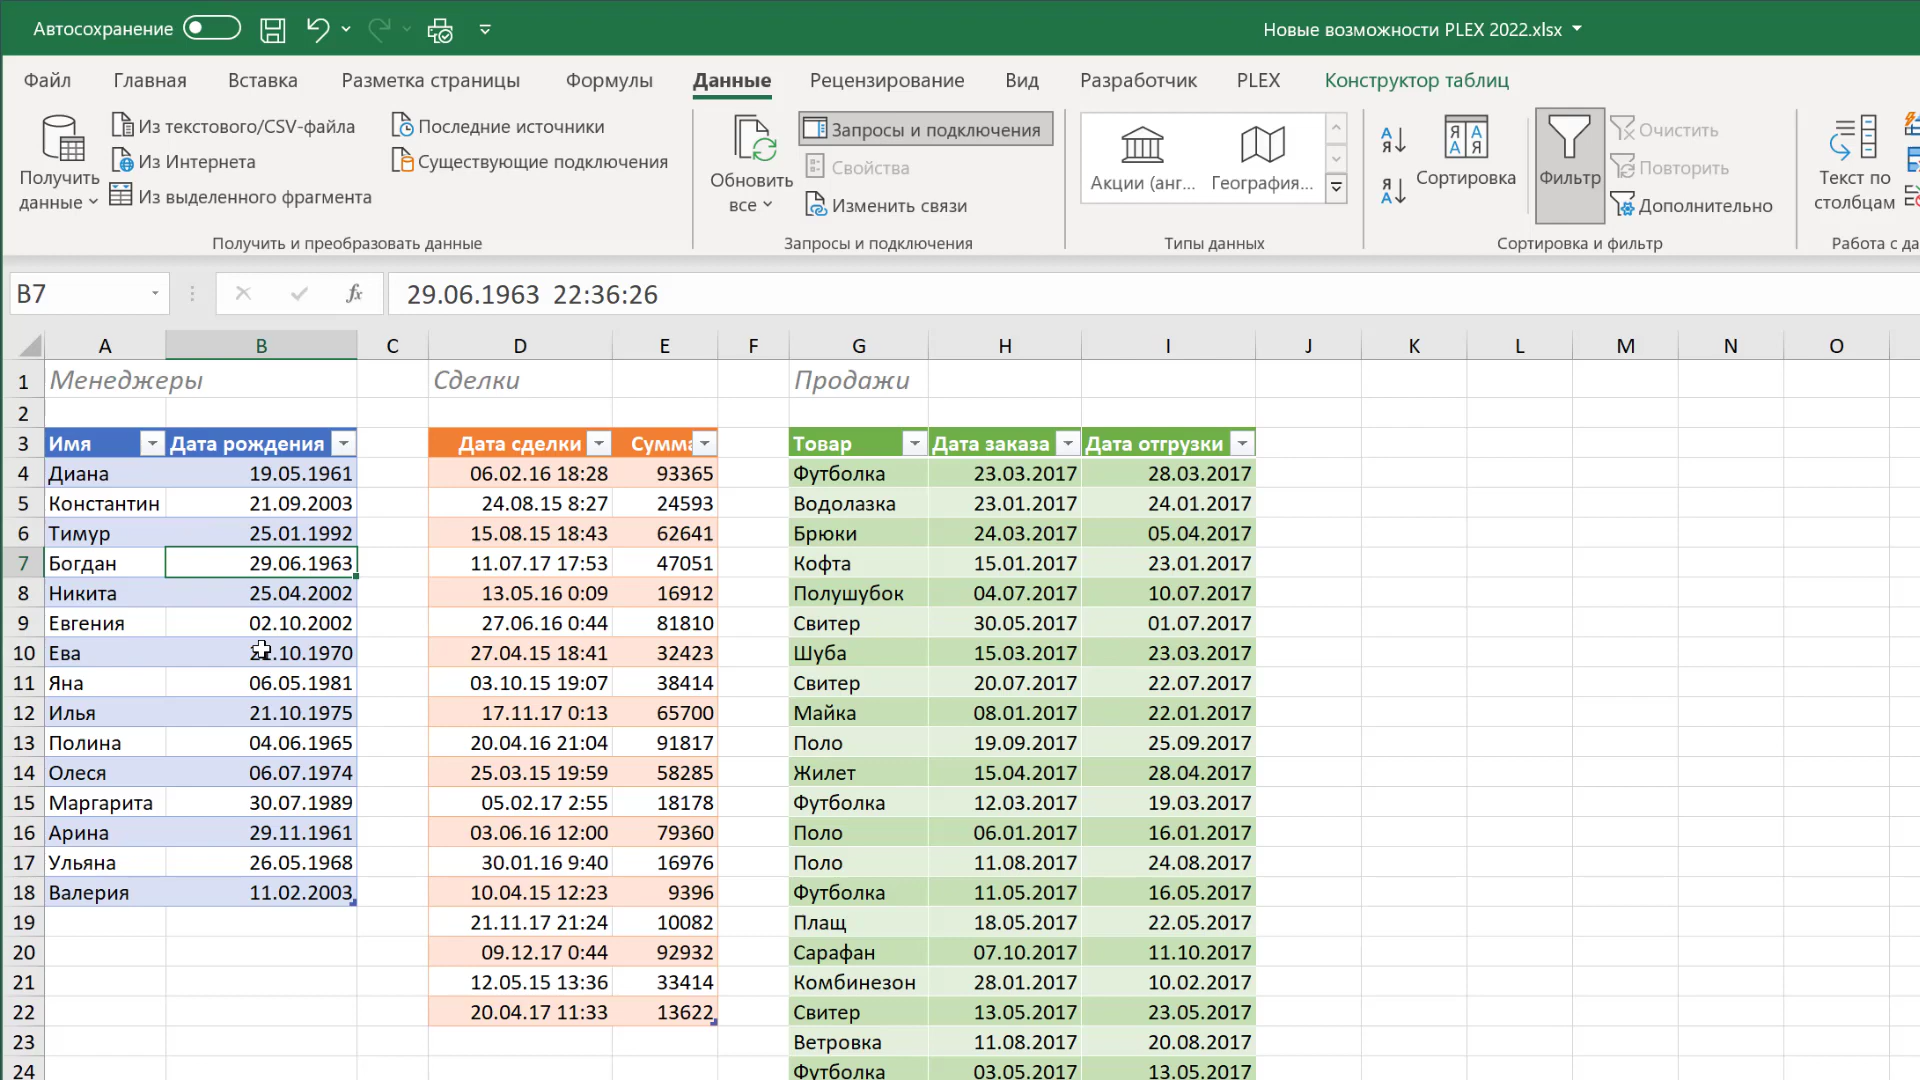 Автосохранение
Новые возможности PLEX 2022.xlsx
Файл Главная Вставка Разметка страницы Формулы Данные Рецензирование Вид Разработчик PLEX Конструктор таблиц
Получить данные
Из текстового/CSV-файла
Из Интернета
Из выделенного фрагмента
Последние источники
Существующие подключения
Получить и преобразовать данные
Обновить все
Запросы и подключения
Свойства
Изменить связи
Запросы и подключения
Акции (анг... География...
Типы данных
Сортировка
Фильтр
Очистить
Повторить
Дополнительно
Сортировка и фильтр
Текст по столбцам
Работа с да
B7 fx 29.06.1963 22:36:26
A B C D E F G H I J K L M N O
1 Менеджеры Сделки Продажи
2
3 Имя Дата рождения Дата сделки Сумма Товар Дата заказа Дата отгрузки
4 Диана 19.05.1961 06.02.16 18:28 93365 Футболка 23.03.2017 28.03.2017
5 Константин 21.09.2003 24.08.15 8:27 24593 Водолазка 23.01.2017 24.01.2017
6 Тимур 25.01.1992 15.08.15 18:43 62641 Брюки 24.03.2017 05.04.2017
7 Богдан 29.06.1963 11.07.17 17:53 47051 Кофта 15.01.2017 23.01.2017
8 Никита 25.04.2002 13.05.16 0:09 16912 Полушубок 04.07.2017 10.07.2017
9 Евгения 02.10.2002 27.06.16 0:44 81810 Свитер 30.05.2017 01.07.2017
10 Ева .10.1970 27.04.15 18:41 32423 Шуба 15.03.2017 23.03.2017
11 Яна 06.05.1981 03.10.15 19:07 38414 Свитер 20.07.2017 22.07.2017
12 Илья 21.10.1975 17.11.17 0:13 65700 Майка 08.01.2017 22.01.2017
13 Полина 04.06.1965 20.04.16 21:04 91817 Поло 19.09.2017 25.09.2017
14 Олеся 06.07.1974 25.03.15 19:59 58285 Жилет 15.04.2017 28.04.2017
15 Маргарита 30.07.1989 05.02.17 2:55 18178 Футболка 12.03.2017 19.03.2017
16 Арина 29.11.1961 03.06.16 12:00 79360 Поло 06.01.2017 16.01.2017
17 Ульяна 26.05.1968 30.01.16 9:40 16976 Поло 11.08.2017 24.08.2017
18 Валерия 11.02.2003 10.04.15 12:23 9396 Футболка 11.05.2017 16.05.2017
19 21.11.17 21:24 10082 Плащ 18.05.2017 22.05.2017
20 09.12.17 0:44 92932 Сарафан 07.10.2017 11.10.2017
21 12.05.15 13:36 33414 Комбинезон 28.01.2017 10.02.2017
22 20.04.17 11:33 13622 Свитер 13.05.2017 23.05.2017
23 Ветровка 11.08.2017 20.08.2017
24 Футболка 03.05.2017 13.05.2017